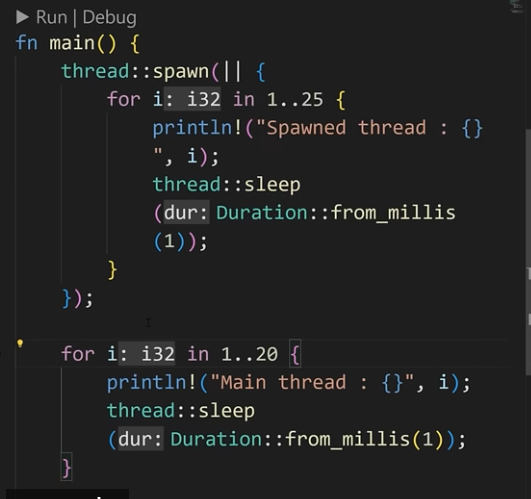 ▶ Run | Debug
fn main() {
    thread::spawn(|| {
        for i: i32 in 1..25 {
            println!("Spawned thread : {}
            ", i);
            thread::sleep
            (dur: Duration::from_millis
            (1));
        }
    });
    for i: i32 in 1..20 {
        println!("Main thread : {}", i);
        thread::sleep
        (dur: Duration::from_millis(1));
    }